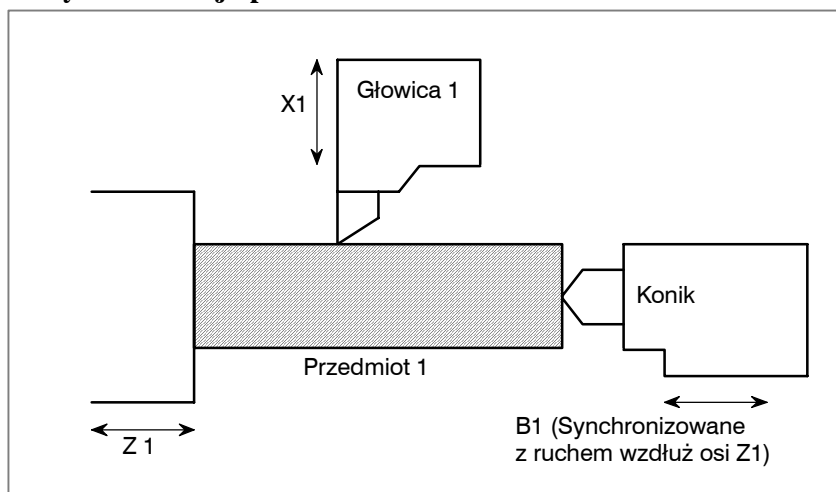 X1
Głowica 1
Konik
Przedmiot 1
Z 1
B1 (Synchronizowane
z ruchem wzdłuż osi Z1)